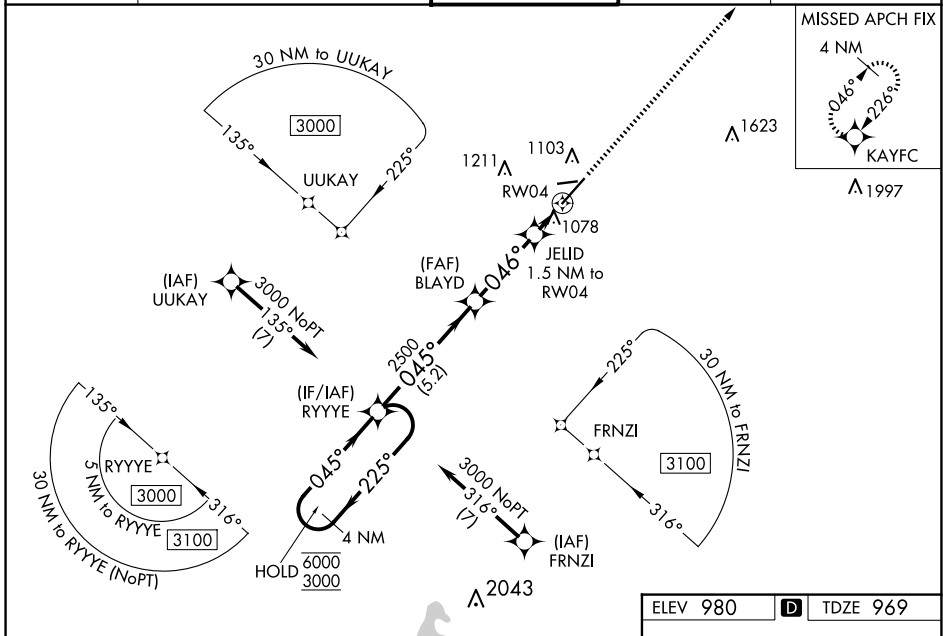 MISSED APCH FIX
4 NM
046°
226°
KAYFC
30 NM to UUKAY
3000
135°
225°
UUKAY
1623
1997
1211
1103
RW04
1078
JELID
1.5 NM to
RW04
(FAF)
BLAYD
046°
(IAF)
UUKAY
3000 NoPT
135°
(7)
2500
045°
(5.2)
(IF/IAF)
RYYYE
045°
225°
4 NM
HOLD
6000
3000
135°
RYYYE
316°
5 NM to RYYYE
3000
3100
30 NM to RYYYE (NoPT)
225°
30 NM to FRNZI
FRNZI
3100
316°
3000 NoPT
316°
(7)
(IAF)
FRNZI
2043
ELEV 980 D TDZE 969